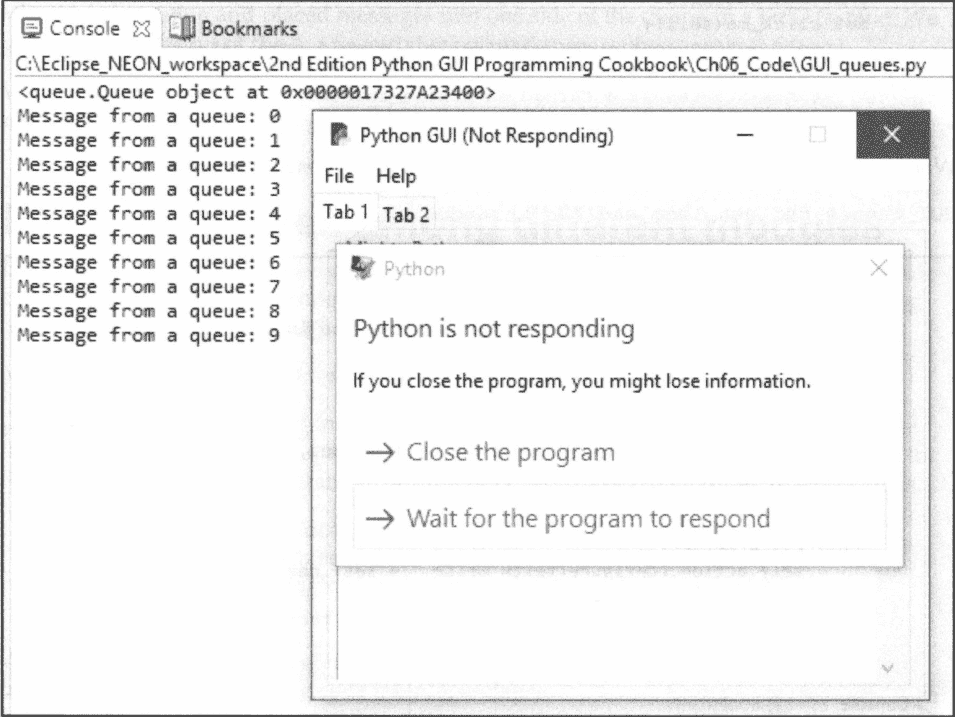 Console Bookmarks
C:\Eclipse_NEON_workspace\2nd Edition Python GUI Programming Cookbook\Ch06_Code\GUI_queues.py
<queue.Queue object at 0x0000017327A23400>
Message from a queue: 0
Message from a queue: 1
Message from a queue: 2
Message from a queue: 3
Message from a queue: 4
Message from a queue: 5
Message from a queue: 6
Message from a queue: 7
Message from a queue: 8
Message from a queue: 9
Python GUI (Not Responding)
File Help
Tab 1 Tab 2
Python
Python is not responding
If you close the program, you might lose information.
→ Close the program
→ Wait for the program to respond